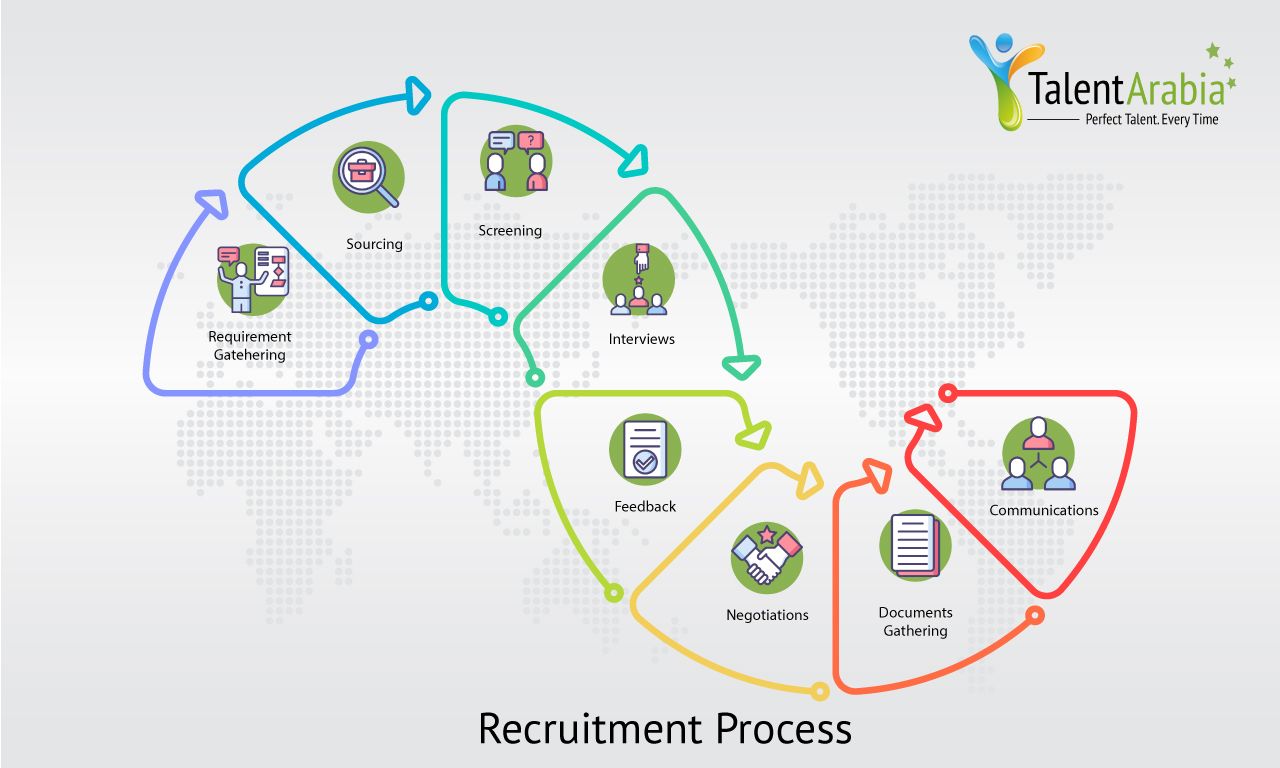 TalentArabia
Perfect Talent. Every Time
?
Sourcing
Screening
Requirement
Gatehering
Interviews
Feedback
Negotiations
Documents
Gathering
Communications
Recruitment Process